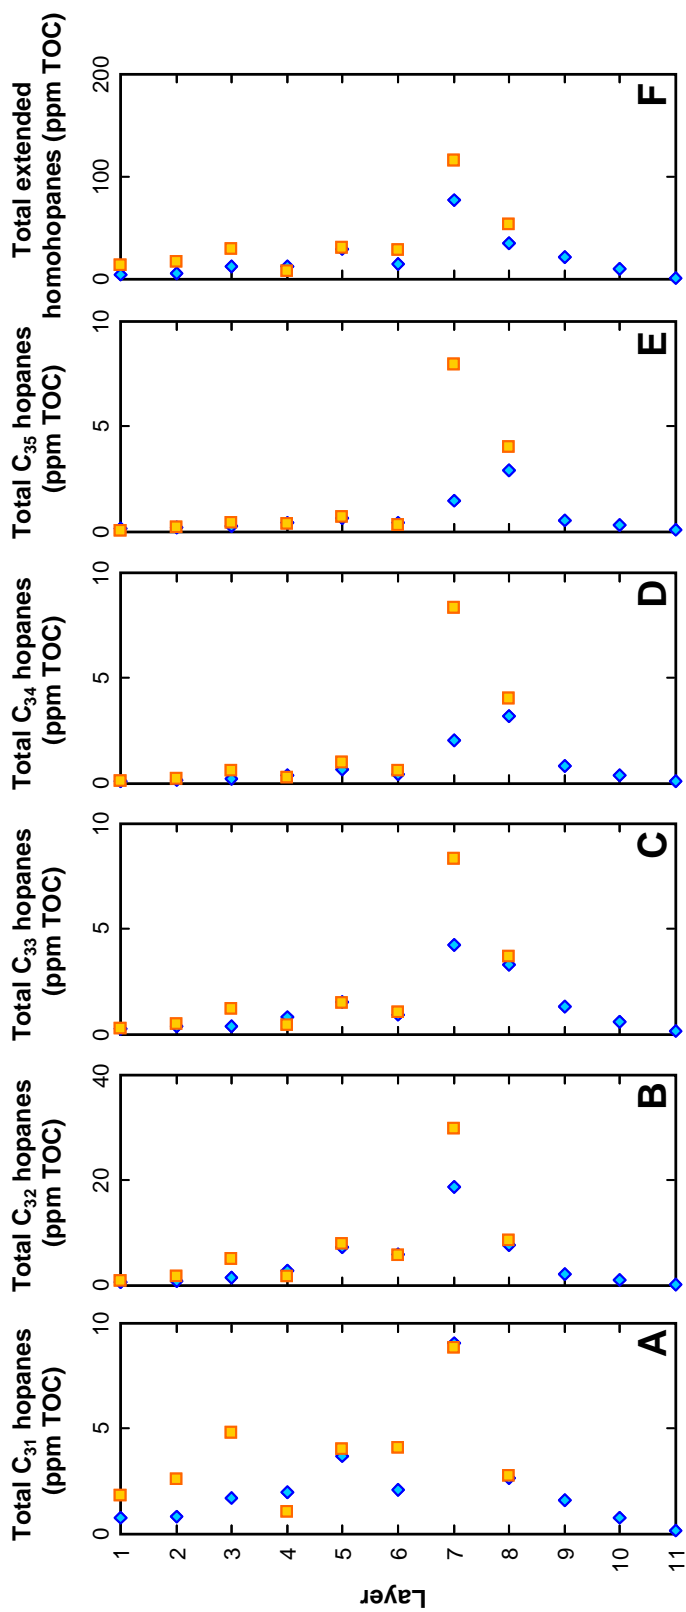 Total C31 hopanes
(ppm TOC)
Total C32 hopanes
(ppm TOC)
Total C33 hopanes
(ppm TOC)
Total C34 hopanes
(ppm TOC)
Total C35 hopanes
(ppm TOC)
Total extended
homohopanes (ppm TOC)
0 5 10
0 20 40
0 5 10
0 5 10
0 5 10
0 100 200
Layer
1
2
3
4
5
6
7
8
9
10
11
A
B
C
D
E
F